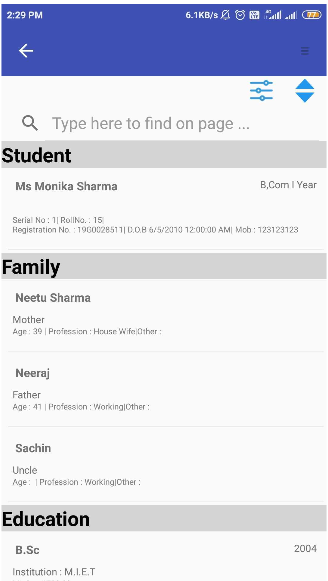 2:29 PM 6.1KB/s 77
Type here to find on page ...
Student
Ms Monika Sharma B,Com I Year
Serial No : 1| RollNo. : 15|
Registration No. : 1900028511| D.O.B 6/5/2010 12:00:00 AM| Mob : 123123123
Family
Neetu Sharma
Mother
Age : 39 | Profession : House Wife|Other :
Neeraj
Father
Age : 41 | Profession : Working|Other :
Sachin
Uncle
Age : | Profession : Working|Other :
Education
B.Sc 2004
Institution : M.I.E.T